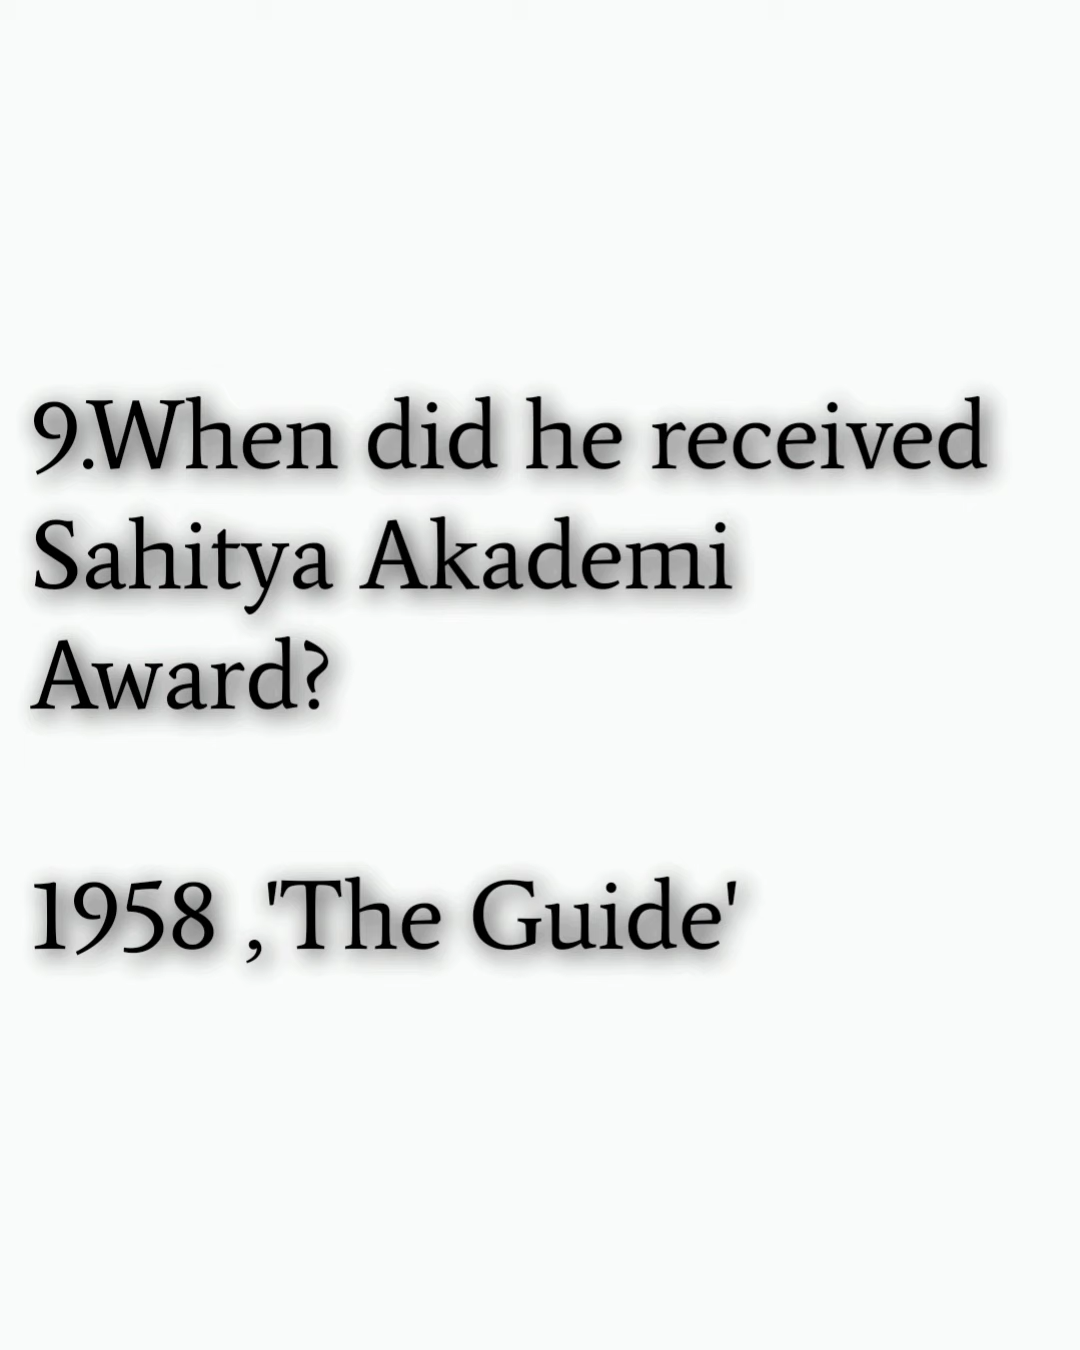 9.When did he received
Sahitya Akademi
Award?
1958 ,'The Guide'